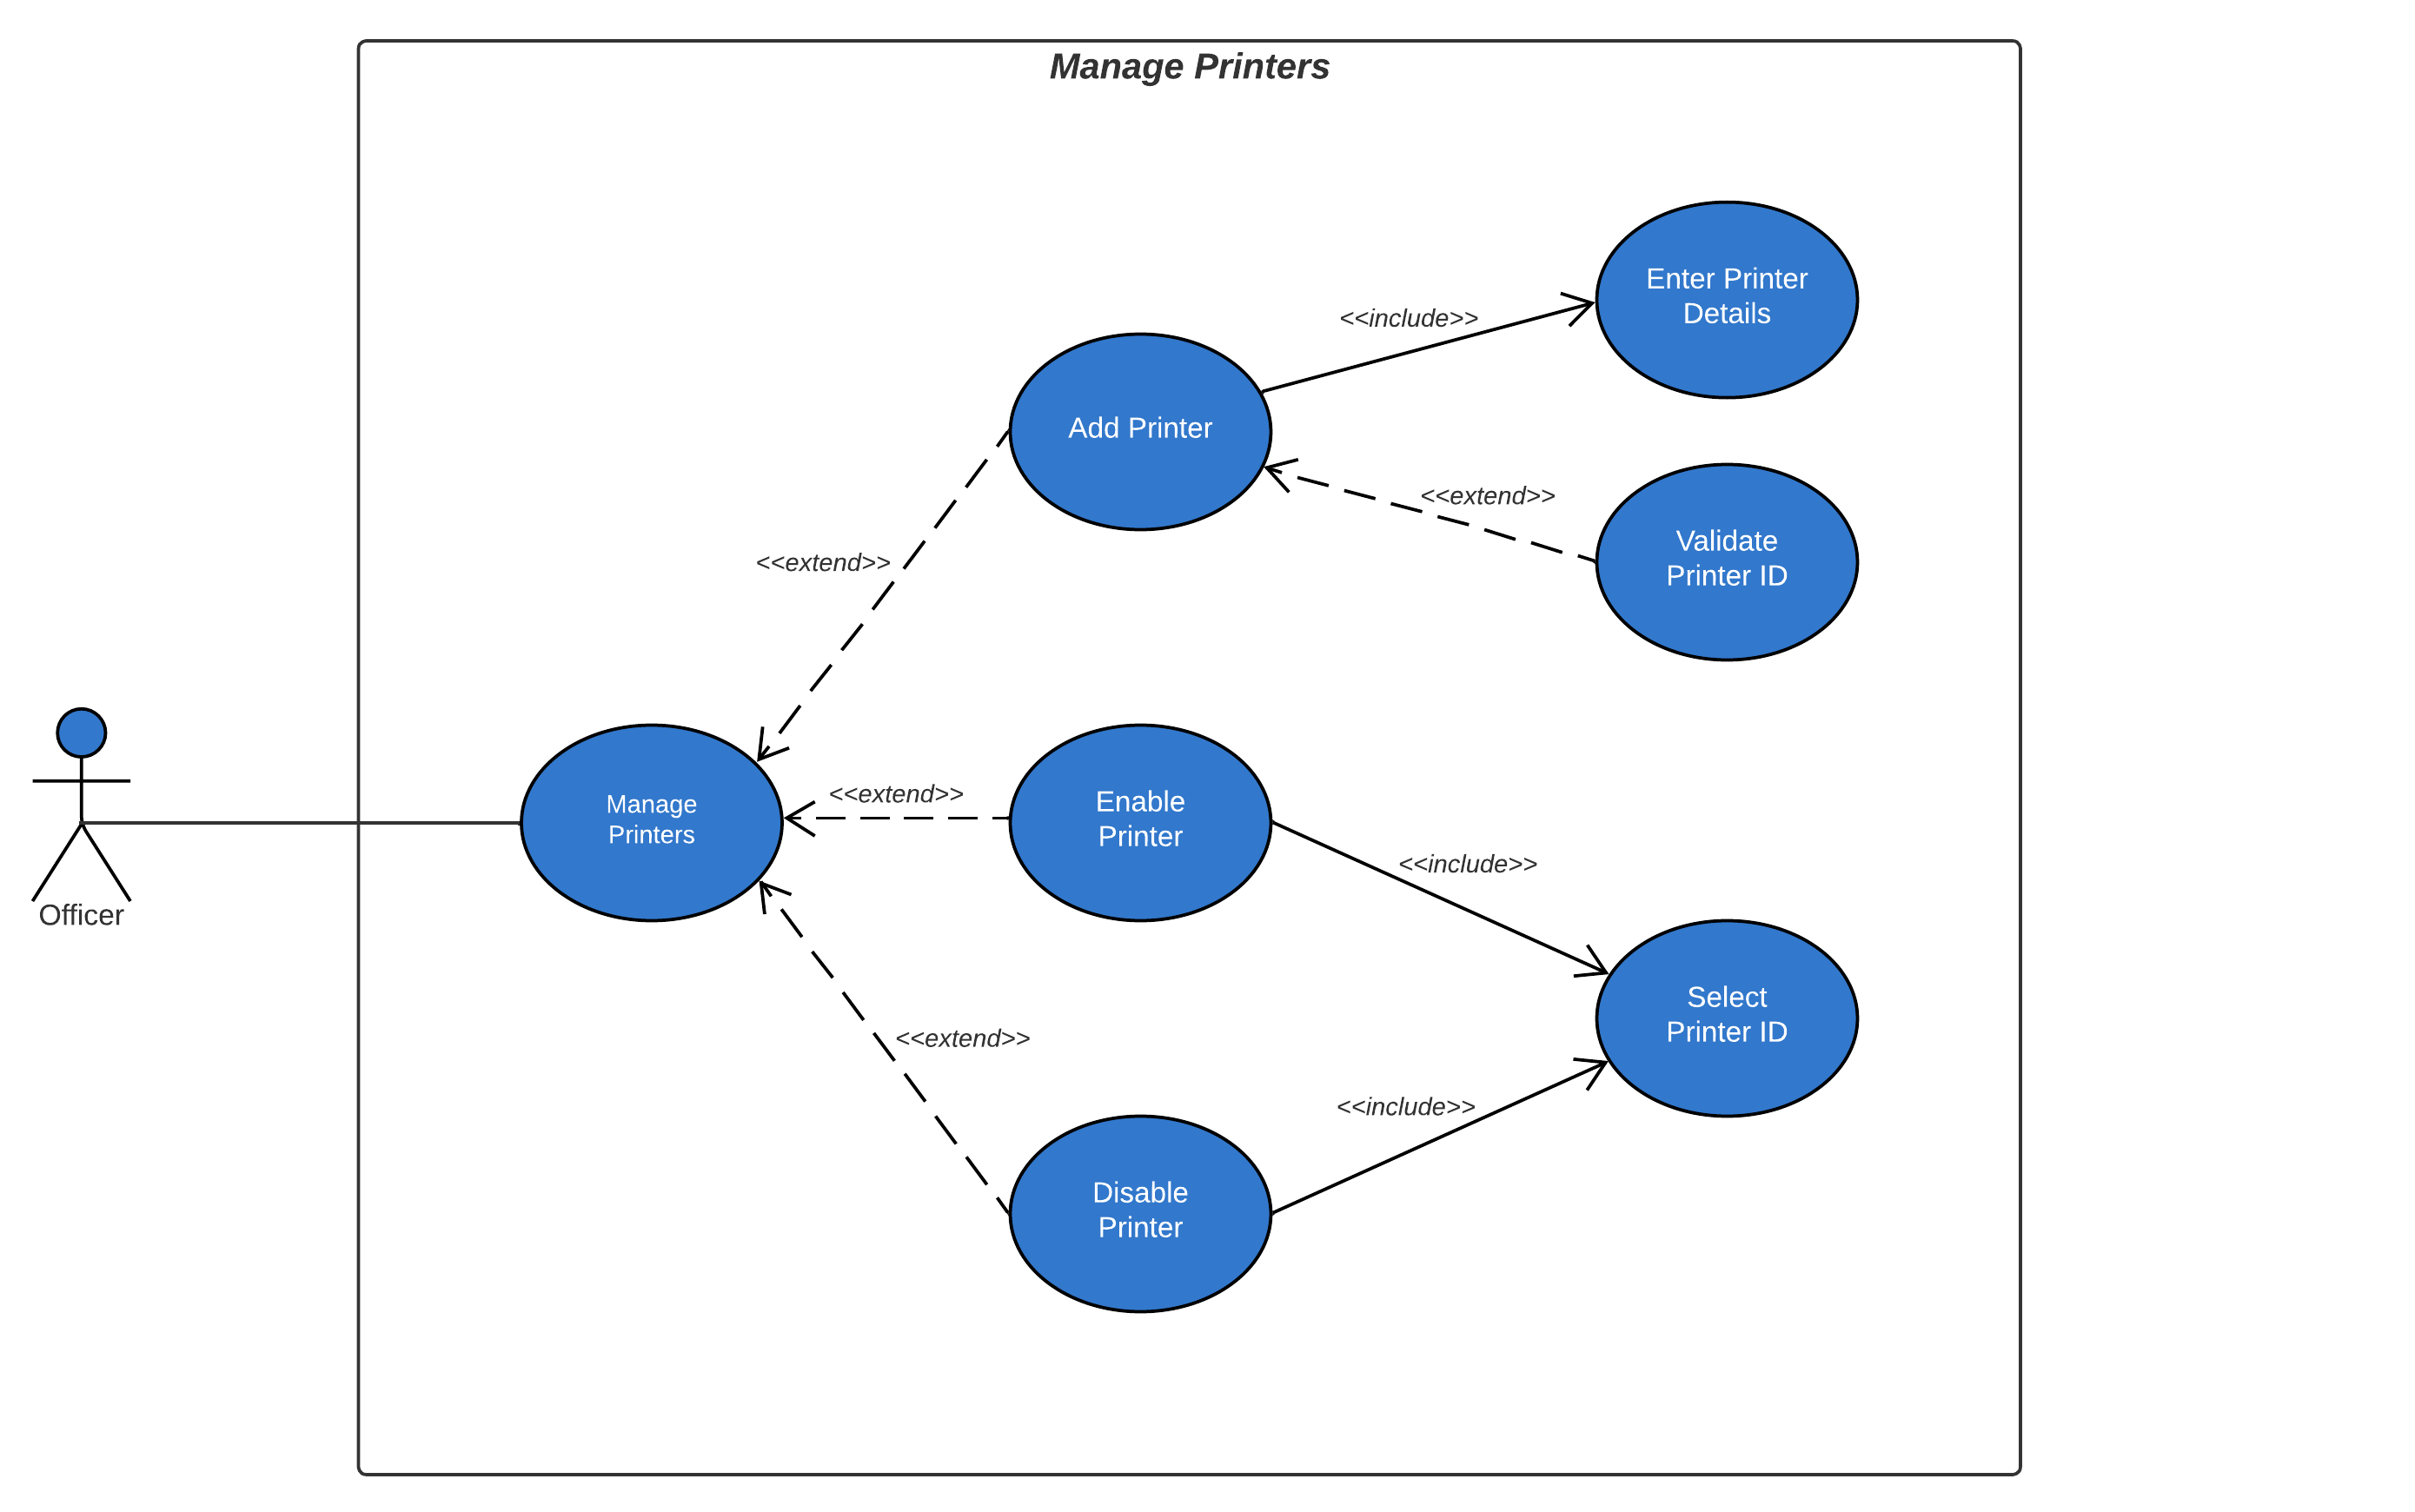 Manage Printers
Enter Printer
Details
<<include>>
Add Printer
<<extend>>
Validate
Printer ID
<<extend>>
Manage
Printers
<<extend>>
Enable
Printer
<<include>>
Officer
Select
Printer ID
<<extend>>
<<include>>
Disable
Printer